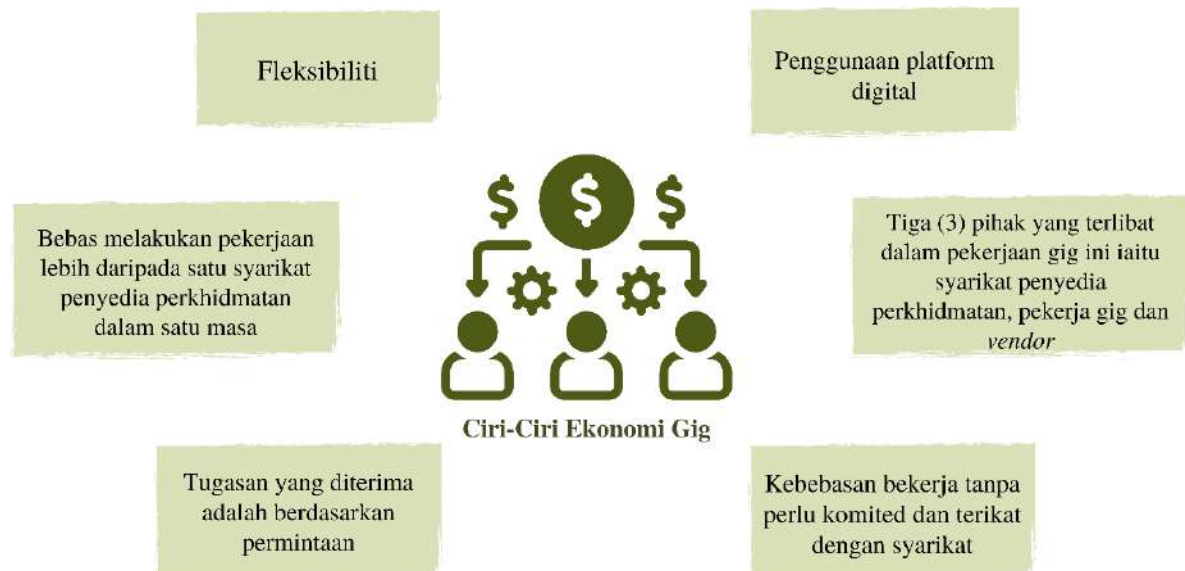 Fleksibiliti
Penggunaan platform
digital
$ $ $
Bebas melakukan pekerjaan
lebih daripada satu syarikat
penyedia perkhidmatan
dalam satu masa
Tiga (3) pihak yang terlibat
dalam pekerjaan gig ini iaitu
syarikat penyedia
perkhidmatan, pekerja gig dan
vendor
Ciri-Ciri Ekonomi Gig
Tugasan yang diterima
adalah berdasarkan
permintaan
Kebebasan bekerja tanpa
perlu komited dan terikat
dengan syarikat